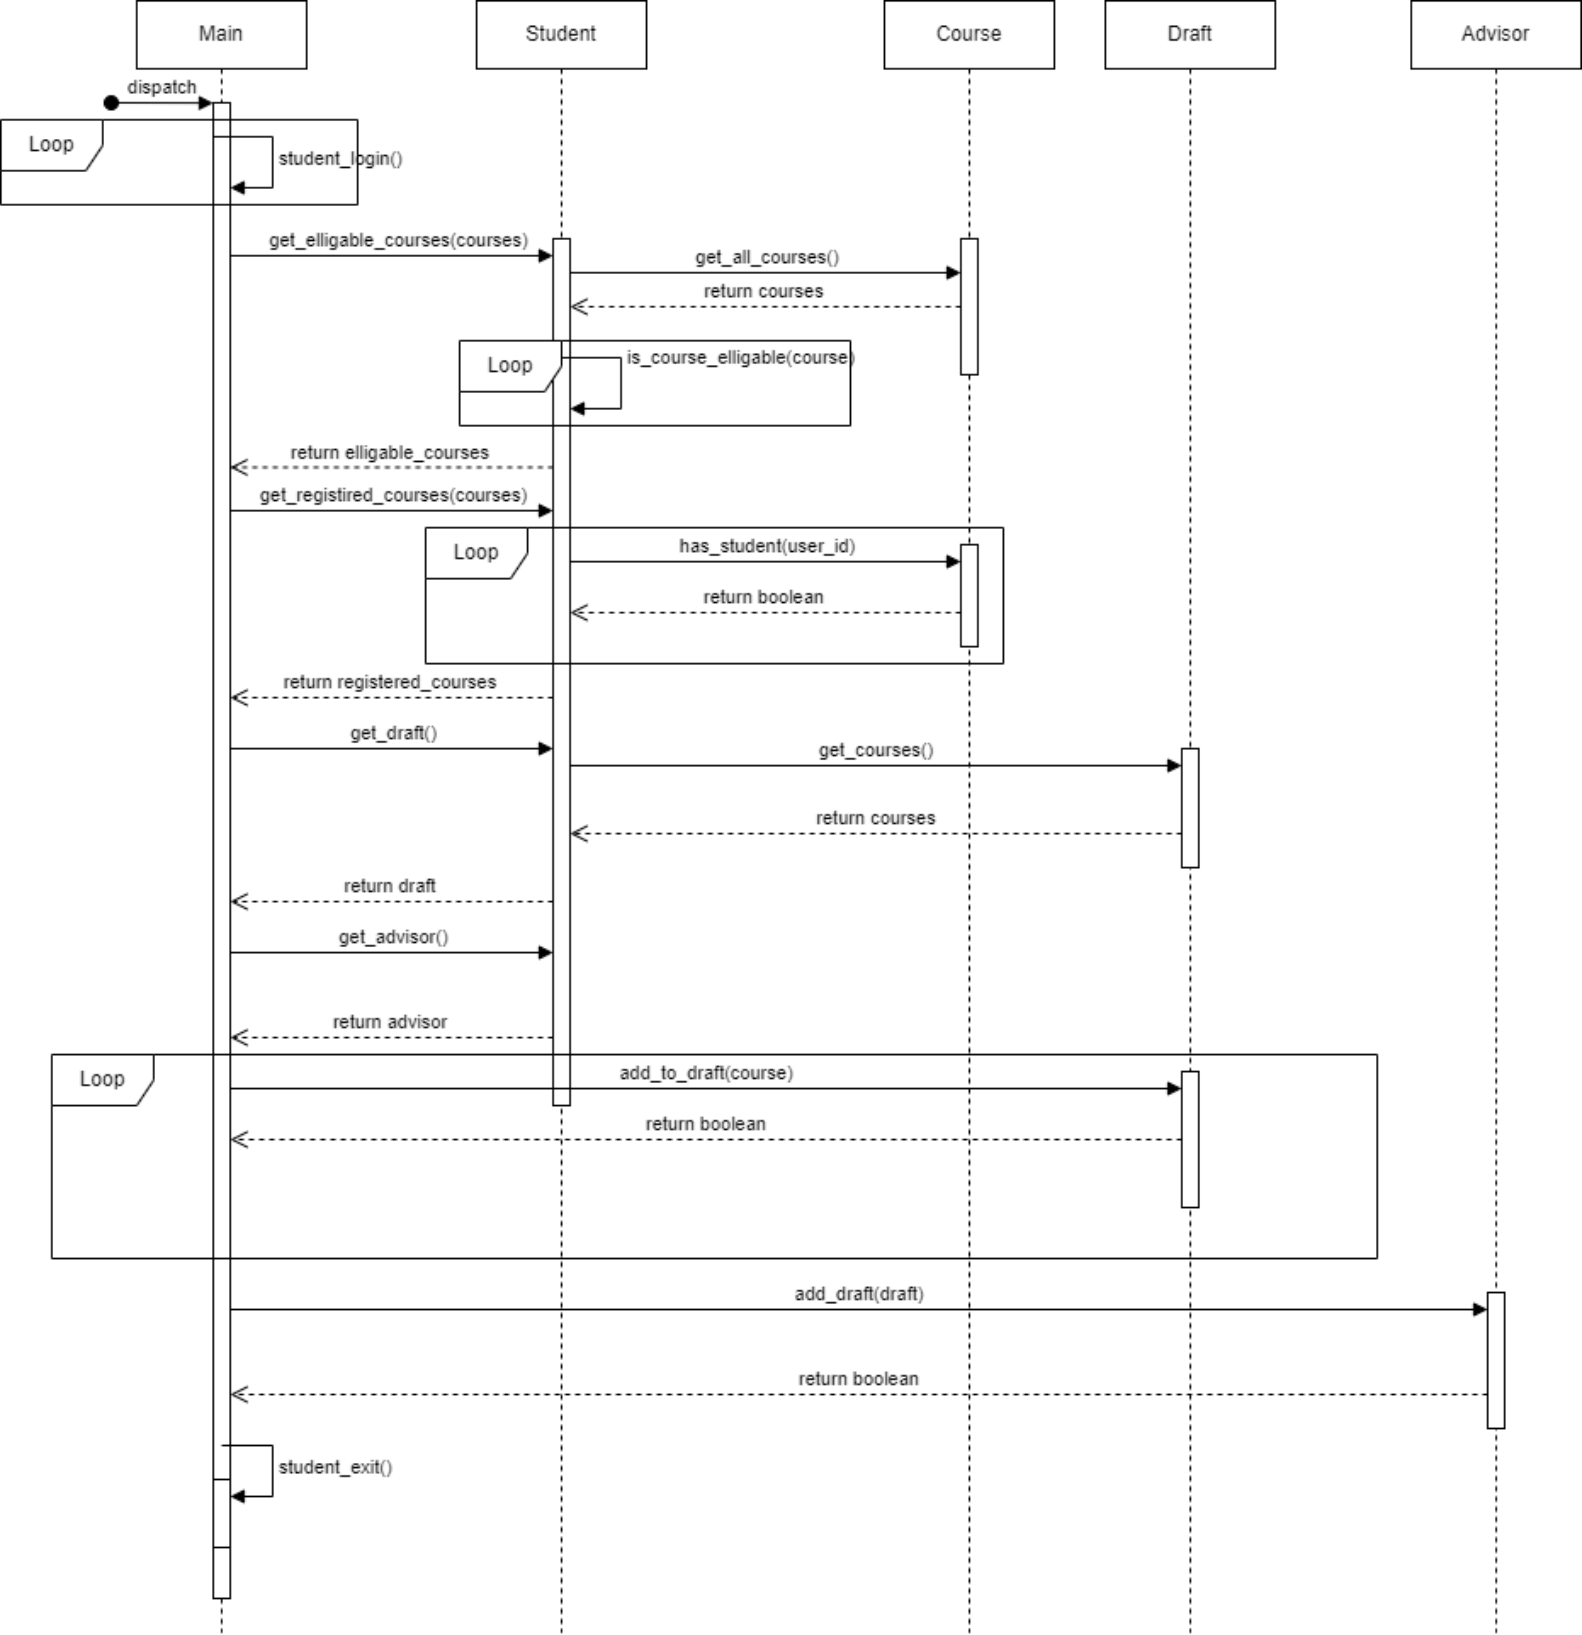 Main
Student
Course
Draft
Advisor
dispatch
Loop
student_login()
get_elligable_courses(courses)
get_all_courses()
return courses
Loop
is_course_elligable(course)
return elligable_courses
get_registired_courses(courses)
Loop
has_student(user_id)
return boolean
return registered_courses
get_draft()
get_courses()
return courses
return draft
get_advisor()
return advisor
Loop
add_to_draft(course)
return boolean
add_draft(draft)
return boolean
student_exit()